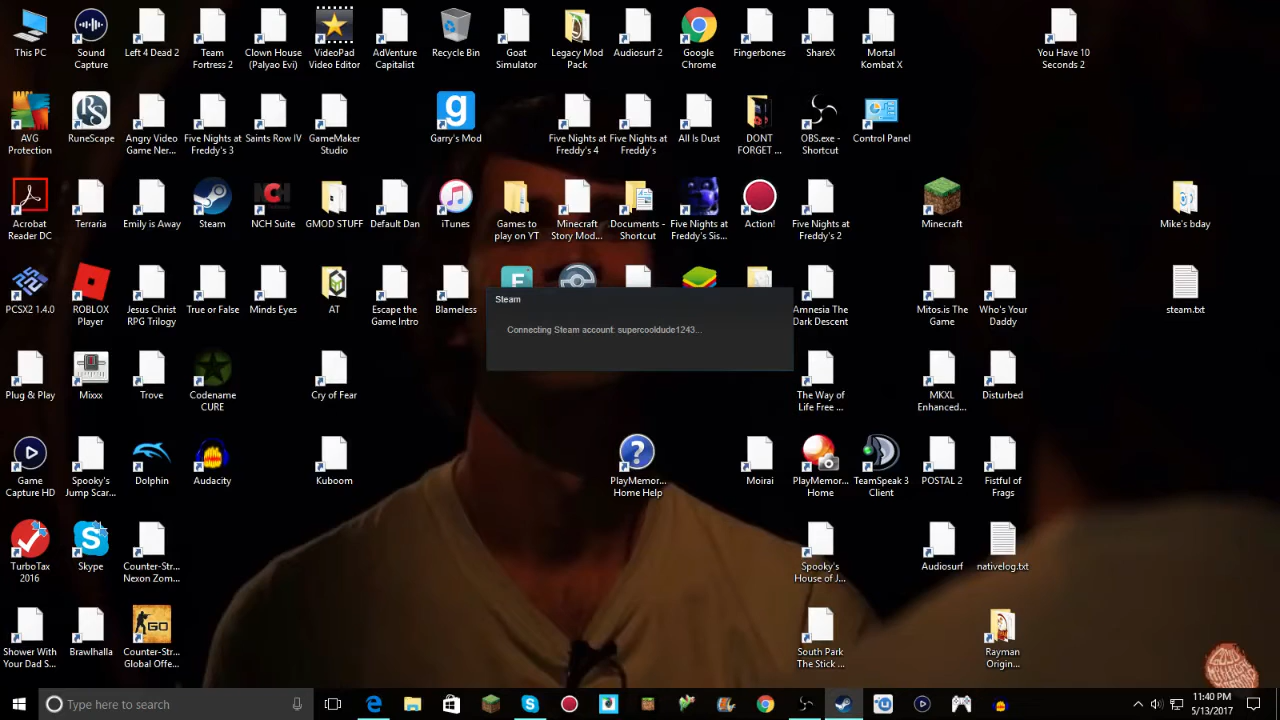 This PC
Sound
Capture
Left 4 Dead 2
Team
Fortress 2
Clown House
(Palyao Evi)
VideoPad
Video Editor
AdVenture
Capitalist
Recycle Bin
Goat
Simulator
Legacy Mod
Pack
Audiosurf 2
Google
Chrome
Fingerbones
ShareX
Mortal
Kombat X
You Have 10
Seconds 2
AVG
Protection
RuneScape
Angry Video
Game Ner...
Five Nights at
Freddy's 3
Saints Row IV
GameMaker
Studio
Garry's Mod
Five Nights at
Freddy's 4
Five Nights at
Freddy's
All Is Dust
DONT
FORGET ...
OBS.exe -
Shortcut
Control Panel
Acrobat
Reader DC
Terraria
Emily is Away
Steam
NCH Suite
GMOD STUFF
Default Dan
iTunes
Games to
play on YT
Minecraft
Story Mod...
Documents -
Shortcut
Five Nights at
Freddy's Sis...
Action!
Five Nights at
Freddy's 2
Minecraft
Mike's bday
PCSX2 1.4.0
ROBLOX
Player
Jesus Christ
RPG Trilogy
True or False
Minds Eyes
AT
Escape the
Game Intro
Blameless
Steam
Connecting Steam account: supercooldude1243...
Amnesia The
Dark Descent
Mitos.is The
Game
Who's Your
Daddy
steam.txt
Plug & Play
Mixxx
Trove
Codename
CURE
Cry of Fear
The Way of
Life Free ...
MKXL
Enhanced...
Disturbed
Game
Capture HD
Spooky's
Jump Scar...
Dolphin
Audacity
Kuboom
PlayMemor...
Home Help
Moirai
PlayMemor...
Home
TeamSpeak 3
Client
POSTAL 2
Fistful of
Frags
TurboTax
2016
Skype
Counter-Str...
Nexon Zom...
Spooky's
House of J...
Audiosurf
nativelog.txt
Shower With
Your Dad S...
Brawlhalla
Counter-Str...
Global Offe...
South Park
The Stick ...
Rayman
Origin...
Type here to search
11:40 PM
5/13/2017